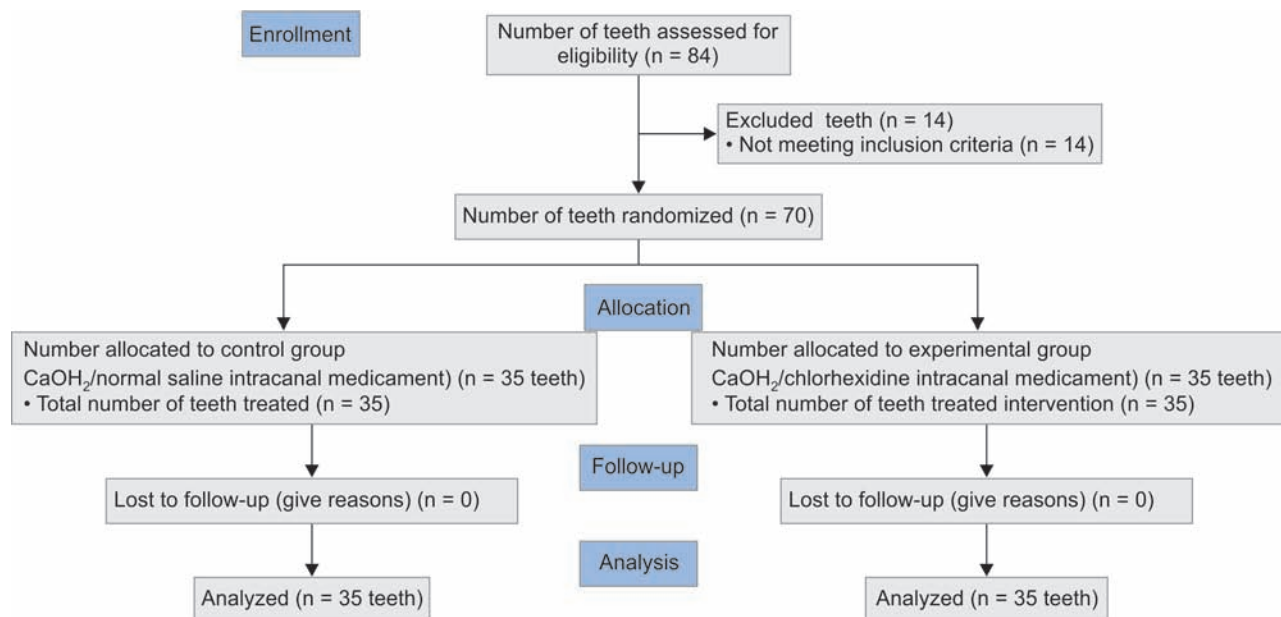 Enrollment
Number of teeth assessed for
eligibility (n = 84)
Excluded teeth (n = 14)
• Not meeting inclusion criteria (n = 14)
Number of teeth randomized (n = 70)
Allocation
Number allocated to control group
CaOH₂/normal saline intracanal medicament) (n = 35 teeth)
• Total number of teeth treated (n = 35)
Number allocated to experimental group
CaOH₂/chlorhexidine intracanal medicament) (n = 35 teeth)
• Total number of teeth treated intervention (n = 35)
Follow-up
Lost to follow-up (give reasons) (n = 0)
Lost to follow-up (give reasons) (n = 0)
Analysis
Analyzed (n = 35 teeth)
Analyzed (n = 35 teeth)